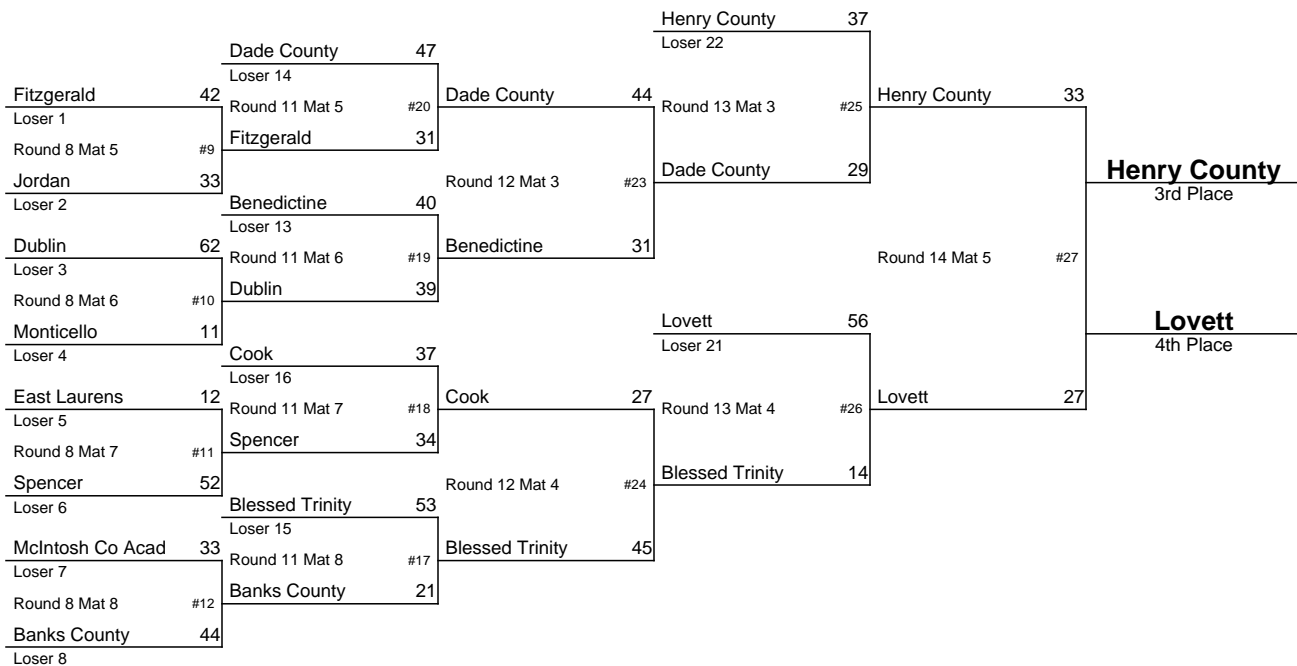 Henry County 37
Loser 22
Dade County 47
Loser 14
Fitzgerald 42
Dade County 44
Henry County 33
Loser 1
Round 11 Mat 5 #20
Round 13 Mat 3 #25
Fitzgerald 31
Round 8 Mat 5 #9
Jordan 33
Loser 2
Round 12 Mat 3 #23
Dade County 29
Henry County
3rd Place
Benedictine 40
Loser 13
Dublin 62
Benedictine 31
Loser 3
Round 11 Mat 6 #19
Round 14 Mat 5 #27
Dublin 39
Round 8 Mat 6 #10
Monticello 11
Loser 4
Lovett 56
Loser 21
Lovett
4th Place
Cook 37
Loser 16
East Laurens 12
Cook 27
Lovett 27
Loser 5
Round 11 Mat 7 #18
Round 13 Mat 4 #26
Spencer 34
Round 8 Mat 7 #11
Spencer 52
Loser 6
Round 12 Mat 4 #24
Blessed Trinity 14
Blessed Trinity 53
Loser 15
McIntosh Co Acad 33
Blessed Trinity 45
Loser 7
Round 11 Mat 8 #17
Banks County 21
Round 8 Mat 8 #12
Banks County 44
Loser 8